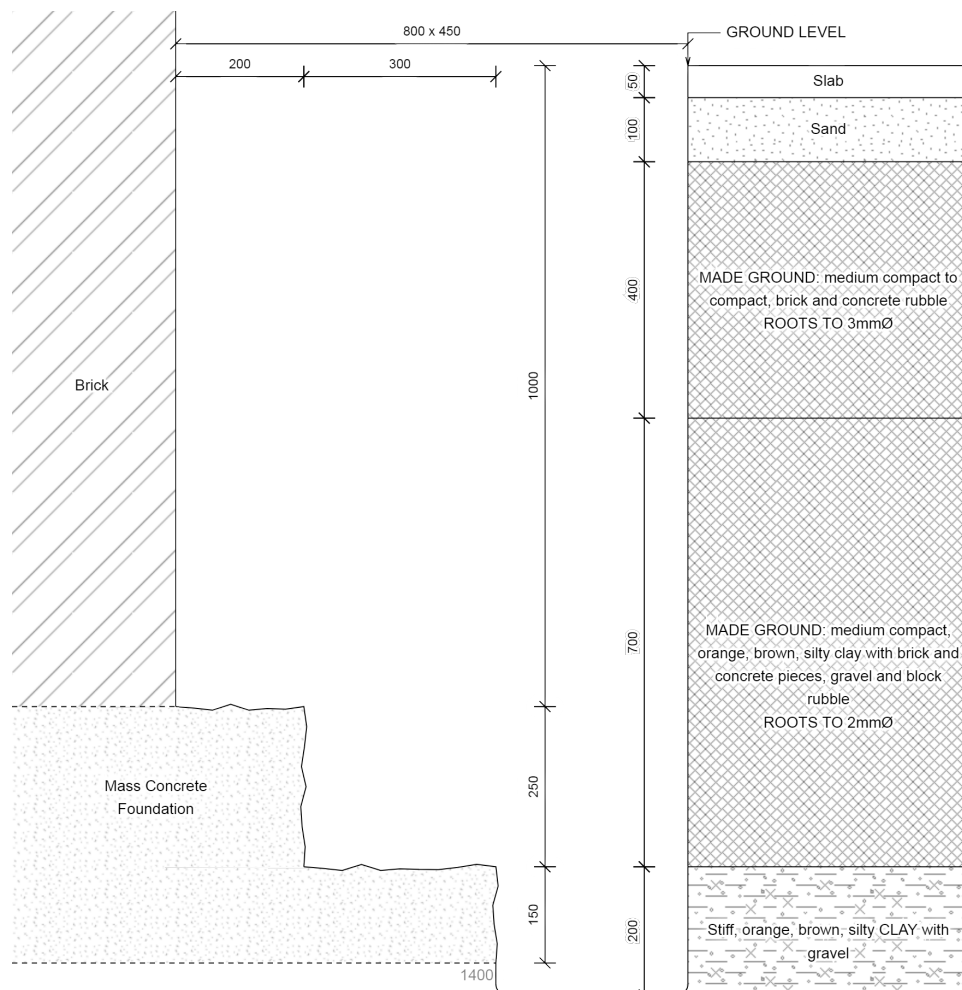 800 x 450
GROUND LEVEL
200
300
50
Slab
100
Sand
400
MADE GROUND: medium compact to
compact, brick and concrete rubble
ROOTS TO 3mmØ
Brick
1000
700
MADE GROUND: medium compact,
orange, brown, silty clay with brick and
concrete pieces, gravel and block
rubble
ROOTS TO 2mmØ
Mass Concrete
Foundation
250
150
200
Stiff, orange, brown, silty CLAY with
gravel
1400